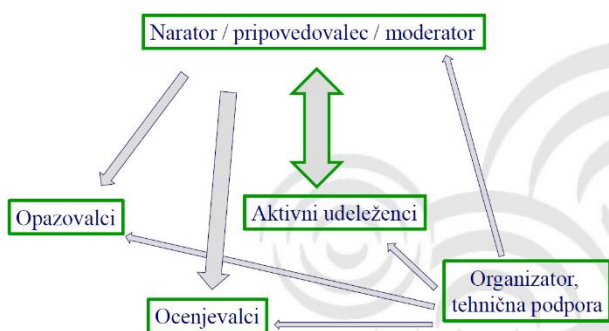 Narator / pripovedovalec / moderator
Opazovalci
Aktivni udeleženci
Organizator,
tehnična podpora
Ocenjevalci